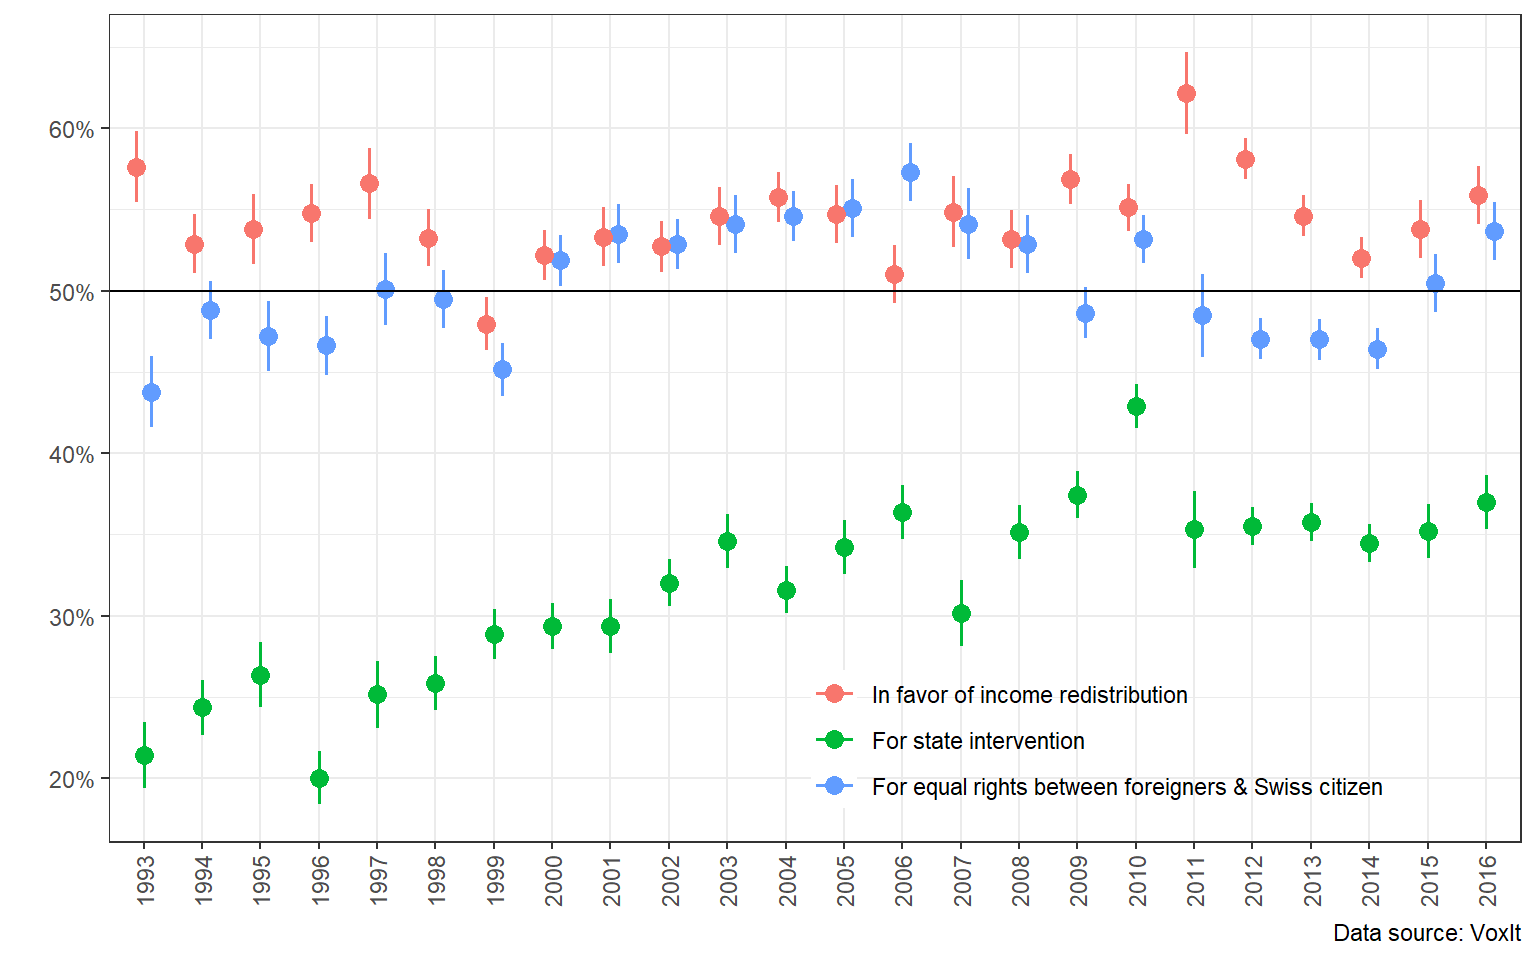 60%
50%
40%
30%
20%
In favor of income redistribution
For state intervention
For equal rights between foreigners & Swiss citizen
1993 1994 1995 1996 1997 1998 1999 2000 2001 2002 2003 2004 2005 2006 2007 2008 2009 2010 2011 2012 2013 2014 2015 2016
Data source: VoxIt